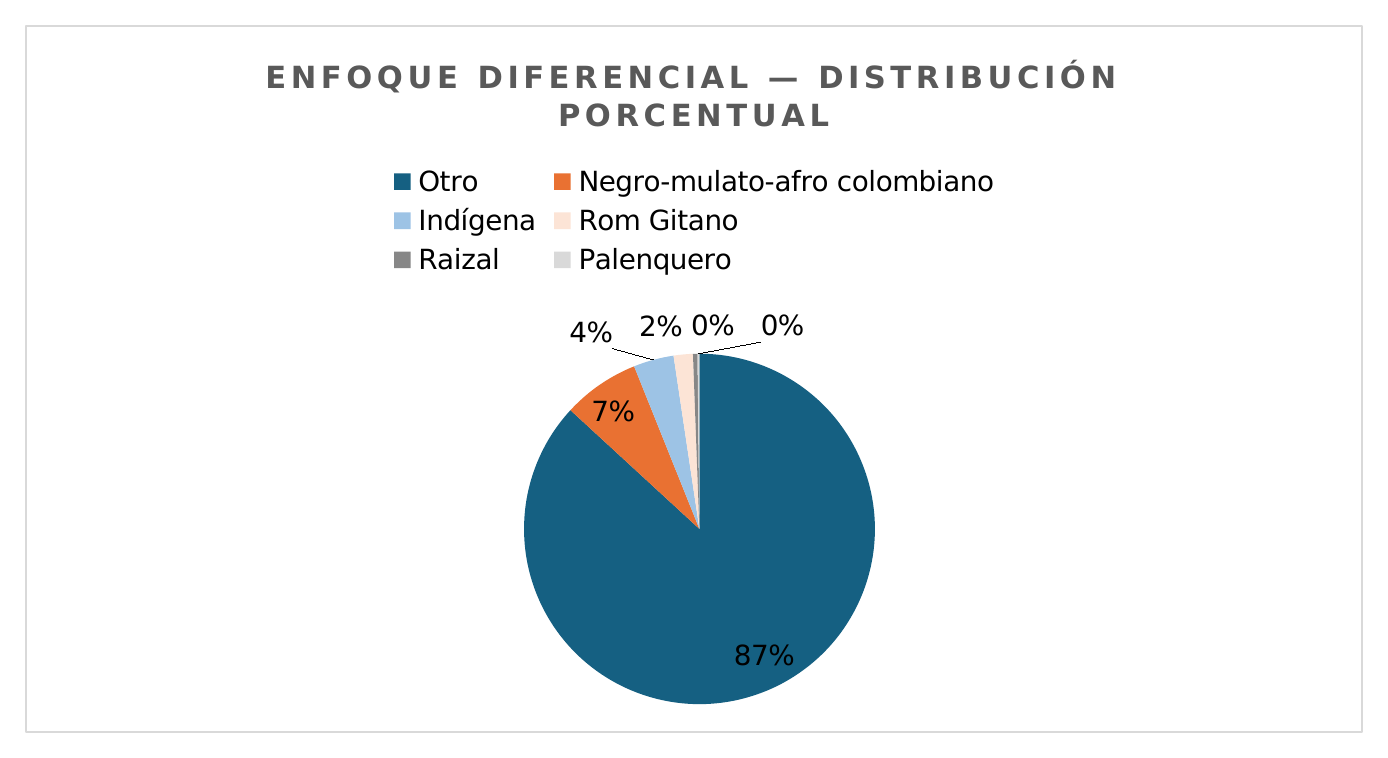 ENFOQUE DIFERENCIAL — DISTRIBUCIÓN
PORCENTUAL
Otro
Negro-mulato-afro colombiano
Indígena
Rom Gitano
Raizal
Palenquero
4%
2%
0%
0%
7%
87%